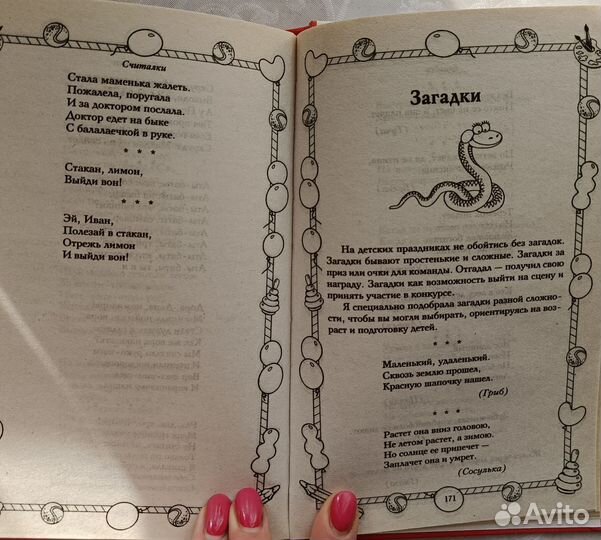 Считалки
Стала маменька жалеть.
Пожалела, поругала
И за доктором послала.
Доктор едет на быке
С балалаечкой в руке.
* * *
Стакан, лимон,
Выйди вон!
* * *
Эй, Иван,
Полезай в стакан,
Отрежь лимон
И выйди вон!
Загадки
На детских праздниках не обойтись без загадок.
Загадки бывают простенькие и сложные. Загадки за
приз или очки для команды. Отгадал — получил свою
награду. Загадки как возможность выйти на сцену и
принять участие в конкурсе.
Я специально подобрала загадки разной сложно-
сти, чтобы вы могли выбирать, ориентируясь на воз-
раст и подготовку детей.
* * *
Маленький, удаленький.
Сквозь землю прошел,
Красную шапочку нашел.
(Гриб)
* * *
Растет она вниз головою,
Не летом растет, а зимою.
Но солнце ее припечет —
Заплачет она и умрет.
(Сосулька)
171
Avito